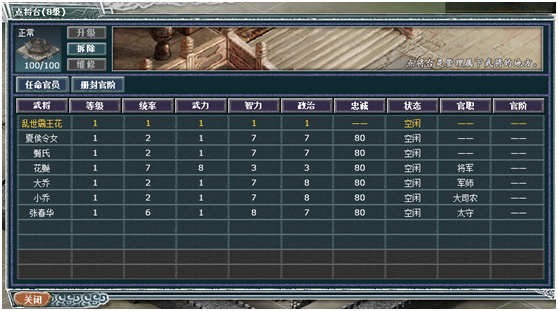 点将台(8级)
正常
升级
拆除
100/100
维修
点将台是管理属下武将的地方。
任命官员 册封官阶
武将 等级 统率 武力 智力 政治 忠诚 状态 官职 官阶
乱世霸王花 1 1 1 1 1 —— 空闲 —— ——
夏侯令女 1 2 1 7 7 80 空闲 —— ——
甄氏 1 2 1 7 7 80 空闲 —— ——
花鬘 1 7 8 3 3 80 空闲 将军 ——
大乔 1 2 1 7 8 80 空闲 军师 ——
小乔 1 2 1 7 8 80 空闲 大司农 ——
张春华 1 6 1 8 7 80 空闲 太守 ——
关闭